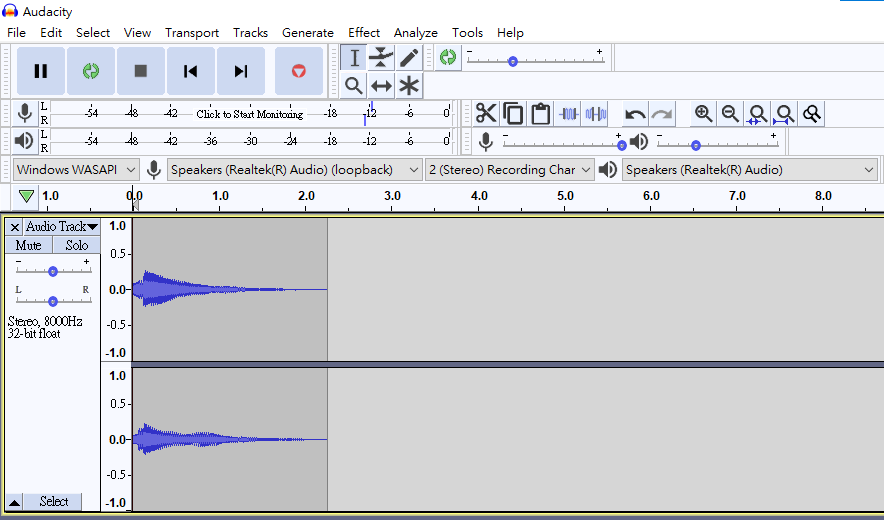 Audacity
File Edit Select View Transport Tracks Generate Effect Analyze Tools Help
- +
L R -54 -48 -42 Click to Start Monitoring -18 -12 -6 0
L R -54 -48 -42 -36 -30 -24 -18 -12 -6 0
- + - +
Windows WASAPI Speakers (Realtek(R) Audio) (loopback) 2 (Stereo) Recording Char Speakers (Realtek(R) Audio)
1.0 0.0 1.0 2.0 3.0 4.0 5.0 6.0 7.0 8.0
× Audio Track 1.0
Mute Solo
- + 0.5
L R 0.0
Stereo, 8000Hz -0.5
32-bit float
-1.0
1.0
0.5
0.0
-0.5
Select -1.0